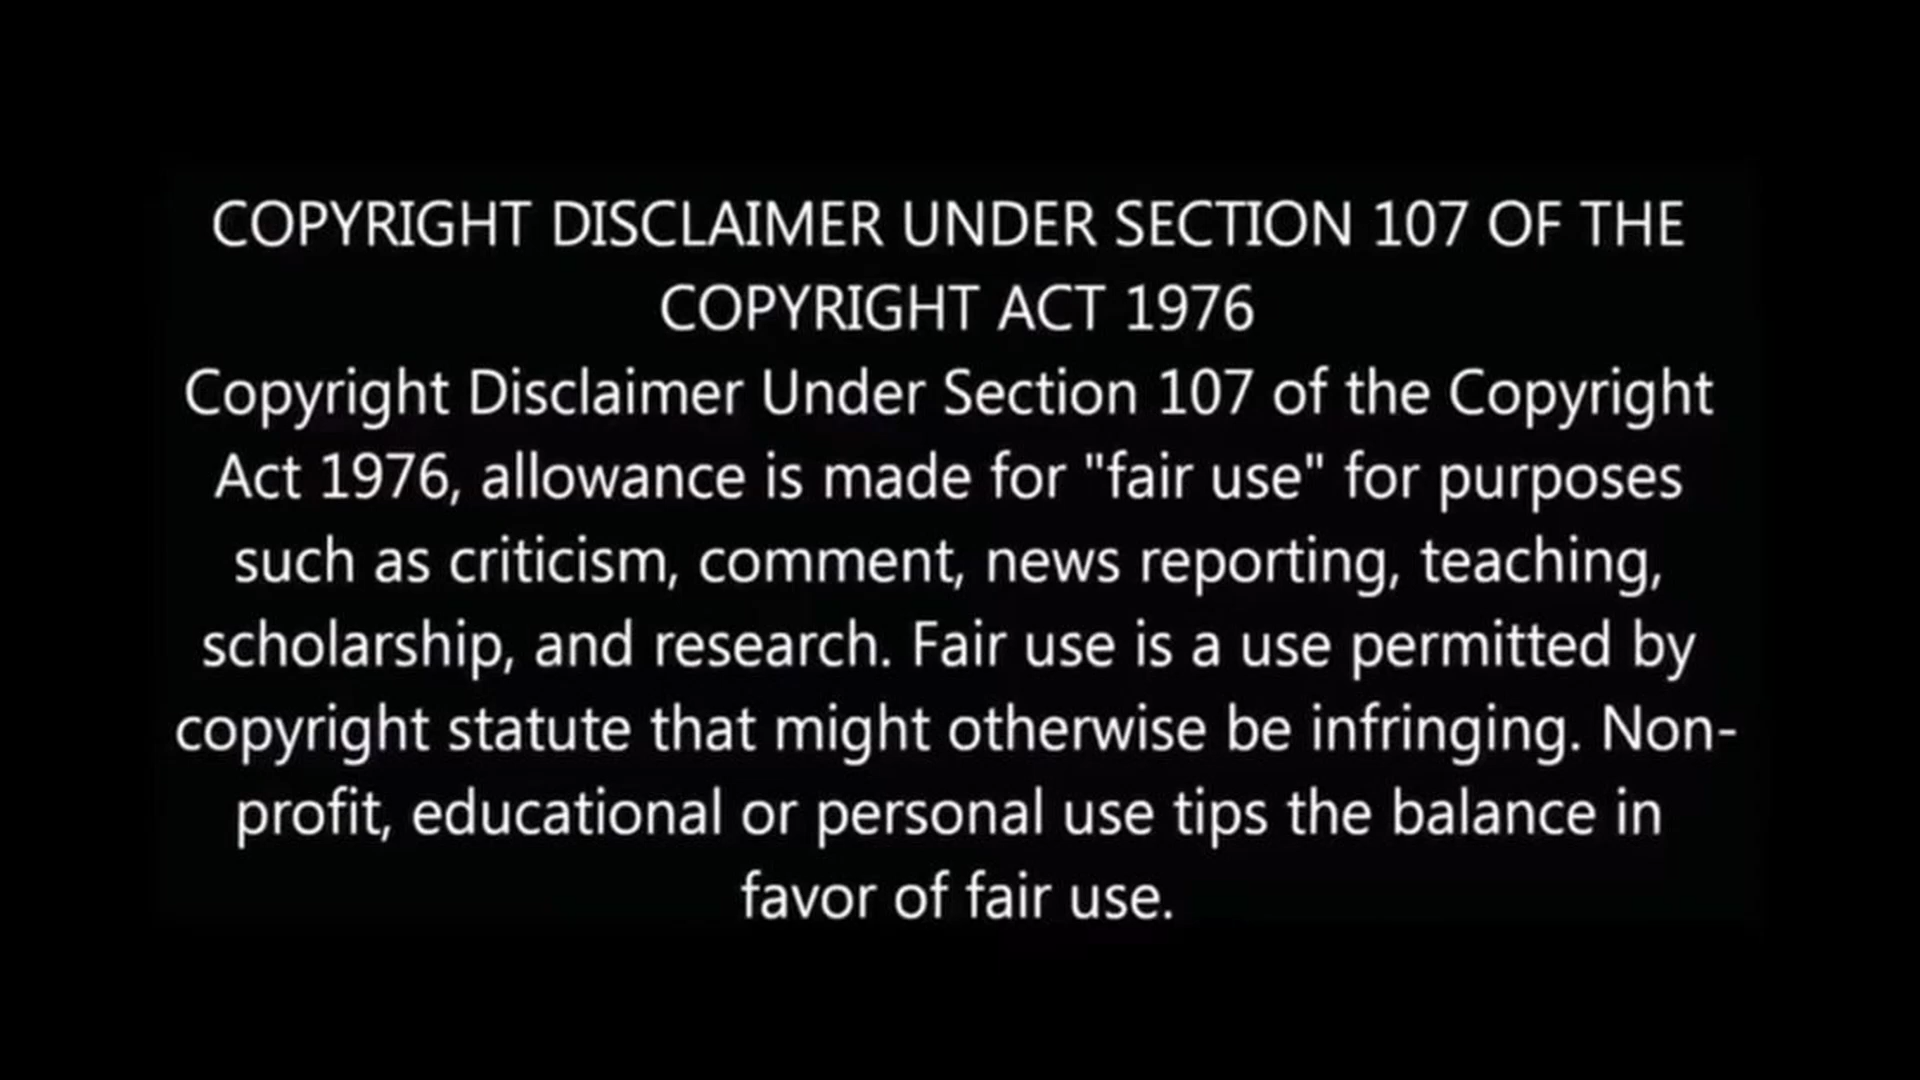 COPYRIGHT DISCLAIMER UNDER SECTION 107 OF THE
COPYRIGHT ACT 1976
Copyright Disclaimer Under Section 107 of the Copyright
Act 1976, allowance is made for "fair use" for purposes
such as criticism, comment, news reporting, teaching,
scholarship, and research. Fair use is a use permitted by
copyright statute that might otherwise be infringing. Non-
profit, educational or personal use tips the balance in
favor of fair use.